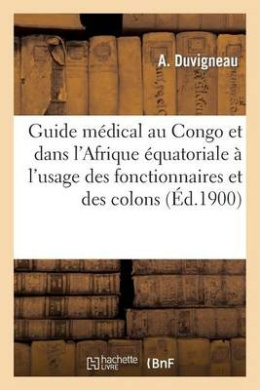 A. Duvigneau
Guide médical au Congo et dans l'Afrique
équatoriale à l'usage des fonctionnaires
et des colons (Éd.1900)
hachette
LIVRE
{BnF